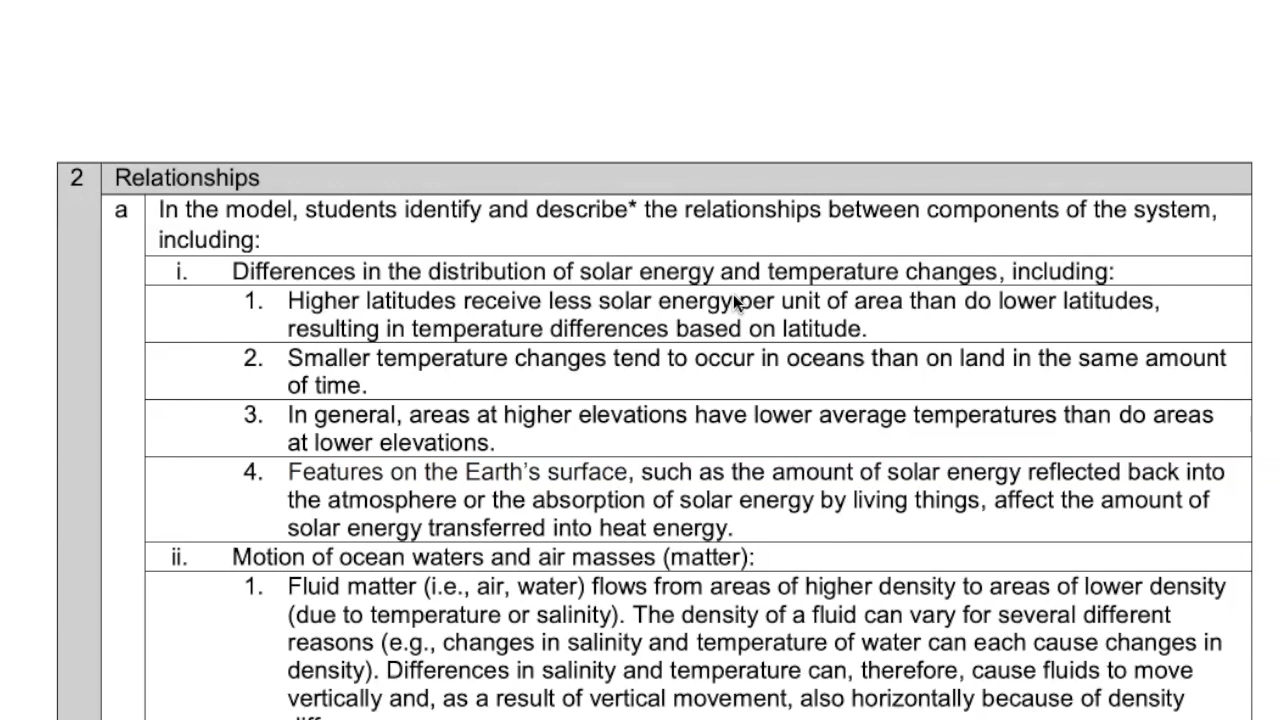 2 Relationships
a In the model, students identify and describe* the relationships between components of the system,
including:
i. Differences in the distribution of solar energy and temperature changes, including:
1. Higher latitudes receive less solar energy per unit of area than do lower latitudes,
resulting in temperature differences based on latitude.
2. Smaller temperature changes tend to occur in oceans than on land in the same amount
of time.
3. In general, areas at higher elevations have lower average temperatures than do areas
at lower elevations.
4. Features on the Earth’s surface, such as the amount of solar energy reflected back into
the atmosphere or the absorption of solar energy by living things, affect the amount of
solar energy transferred into heat energy.
ii. Motion of ocean waters and air masses (matter):
1. Fluid matter (i.e., air, water) flows from areas of higher density to areas of lower density
(due to temperature or salinity). The density of a fluid can vary for several different
reasons (e.g., changes in salinity and temperature of water can each cause changes in
density). Differences in salinity and temperature can, therefore, cause fluids to move
vertically and, as a result of vertical movement, also horizontally because of density